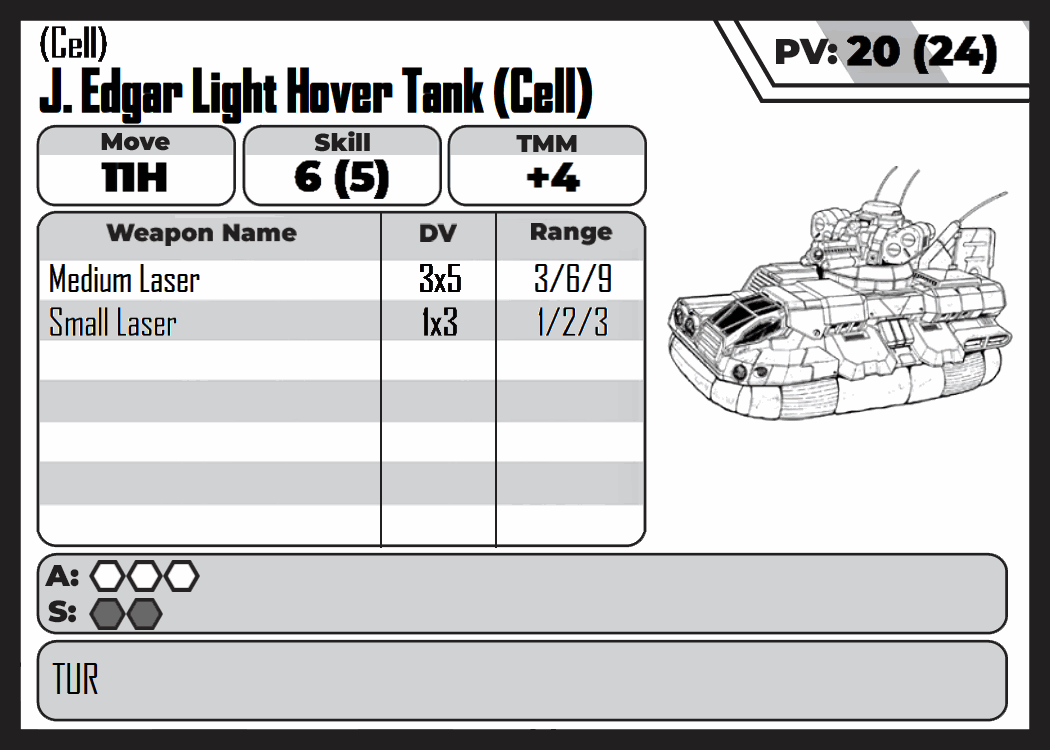 (Cell)
J. Edgar Light Hover Tank (Cell)
PV: 20 (24)
Move Skill TMM
11H 6 (5) +4
Weapon Name DV Range
Medium Laser 3x5 3/6/9
Small Laser 1x3 1/2/3
A:
S:
TUR